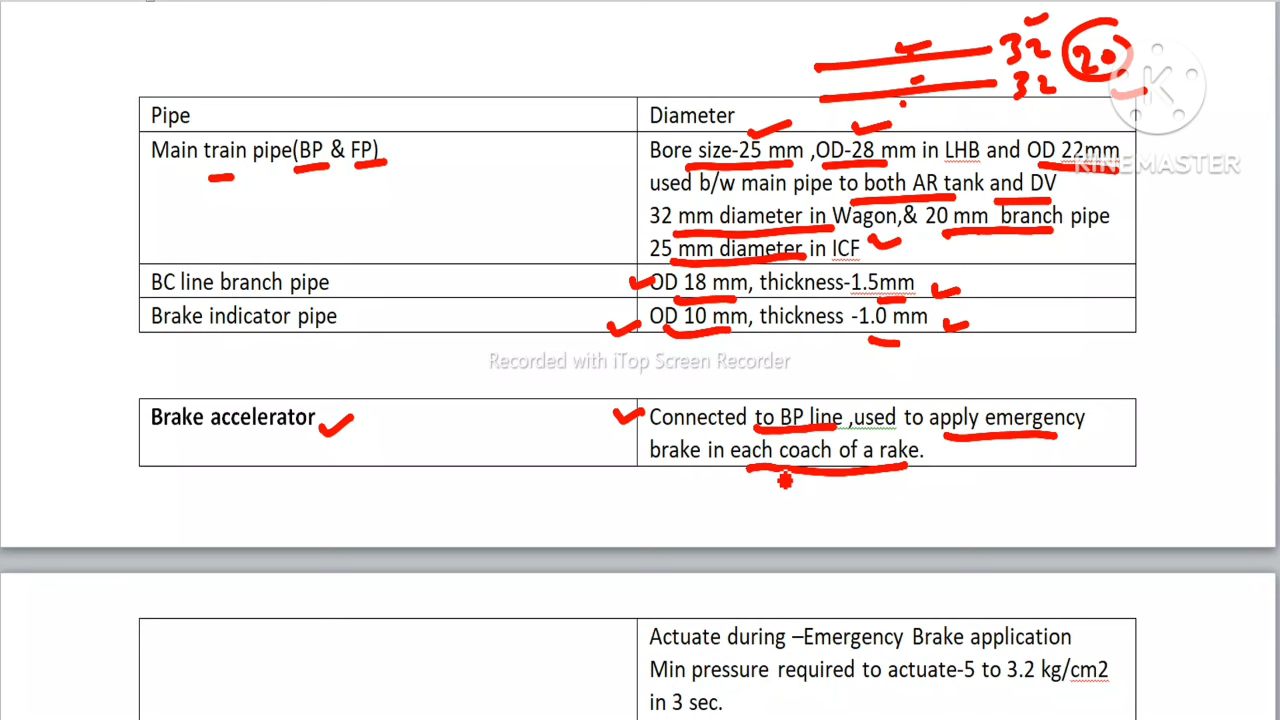 32 20
32
K
KINEMASTER
Pipe
Diameter
Main train pipe(BP & FP)
Bore size-25 mm ,OD-28 mm in LHB and OD 22mm
used b/w main pipe to both AR tank and DV
32 mm diameter in Wagon,& 20 mm branch pipe
25 mm diameter in ICF
BC line branch pipe
OD 18 mm, thickness-1.5mm
Brake indicator pipe
OD 10 mm, thickness -1.0 mm
Recorded with iTop Screen Recorder
Brake accelerator
Connected to BP line ,used to apply emergency
brake in each coach of a rake.
Actuate during –Emergency Brake application
Min pressure required to actuate-5 to 3.2 kg/cm2
in 3 sec.